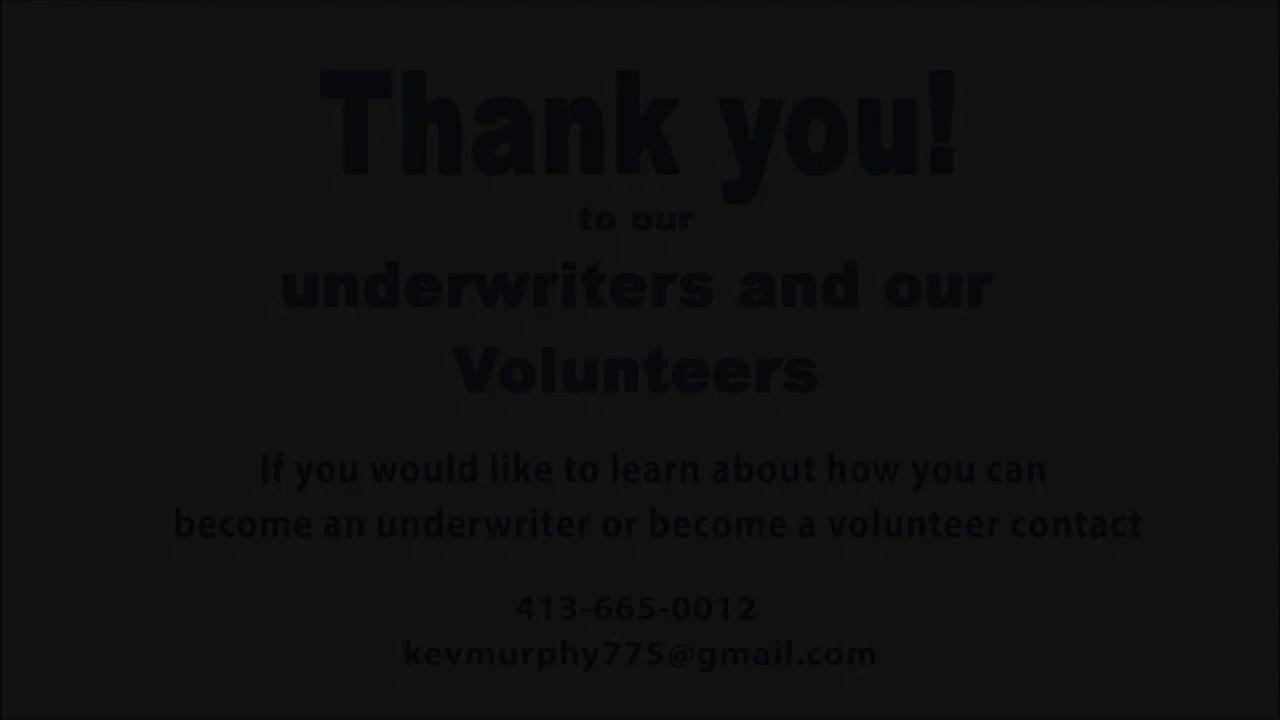 Thank you!
to our
underwriters and our
Volunteers
If you would like to learn about how you can
become an underwriter or become a volunteer contact
413-665-0012
kevmurphy775@gmail.com